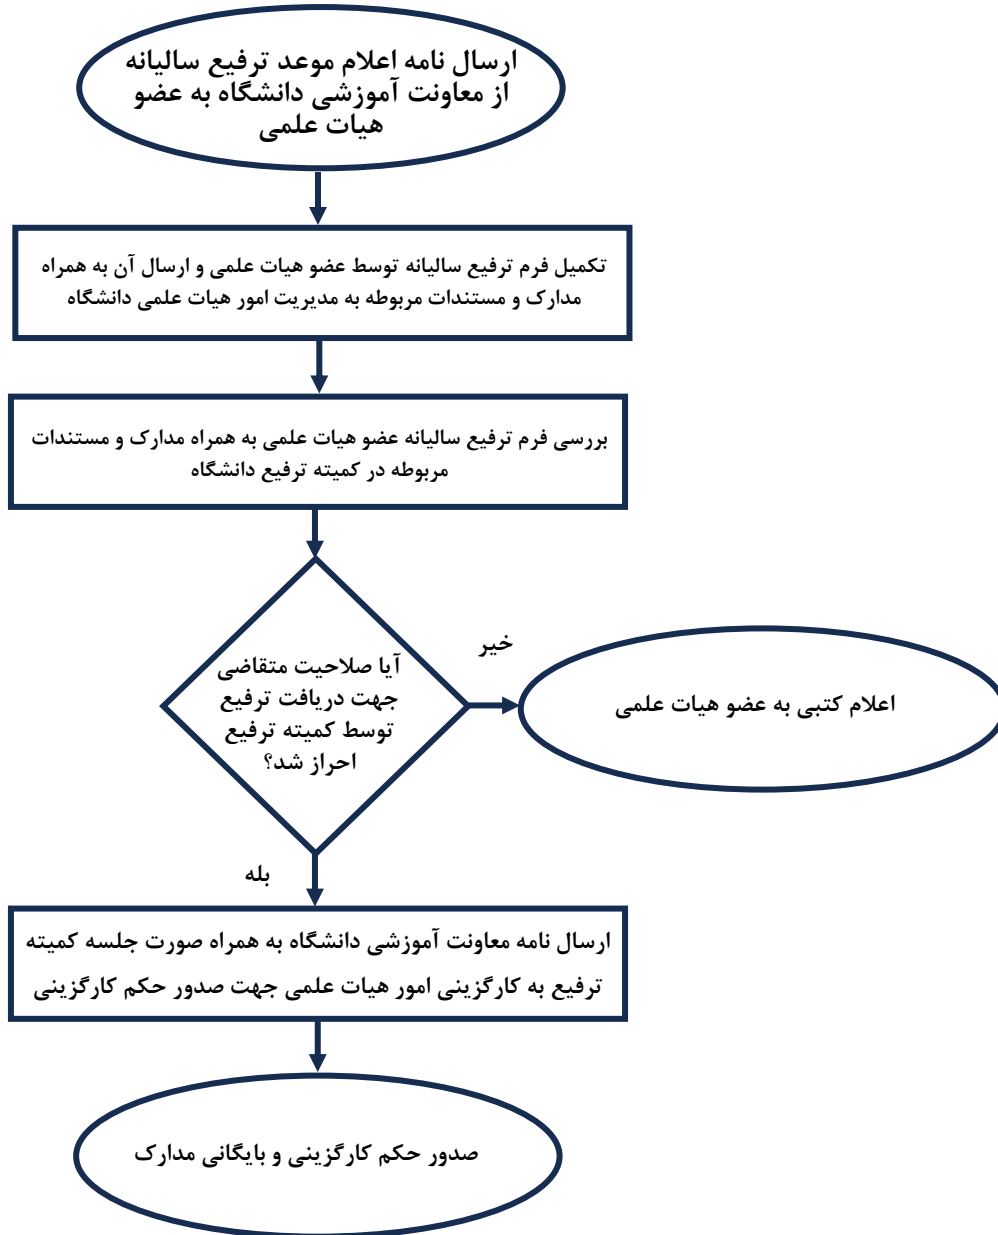 ارسال نامه اعلام موعد ترفیع سالیانه
از معاونت آموزشی دانشگاه به عضو
هیات علمی
تکمیل فرم ترفیع سالیانه توسط عضو هیات علمی و ارسال آن به همراه
مدارک و مستندات مربوطه به مدیریت امور هیات علمی دانشگاه
بررسی فرم ترفیع سالیانه عضو هیات علمی به همراه مدارک و مستندات
مربوطه در کمیته ترفیع دانشگاه
آیا صلاحیت متقاضی
جهت دریافت ترفیع
توسط کمیته ترفیع
احراز شد؟
خیر
اعلام کتبی به عضو هیات علمی
بله
ارسال نامه معاونت آموزشی دانشگاه به همراه صورت جلسه کمیته
ترفیع به کارگزینی امور هیات علمی جهت صدور حکم کارگزینی
صدور حکم کارگزینی و بایگانی مدارک